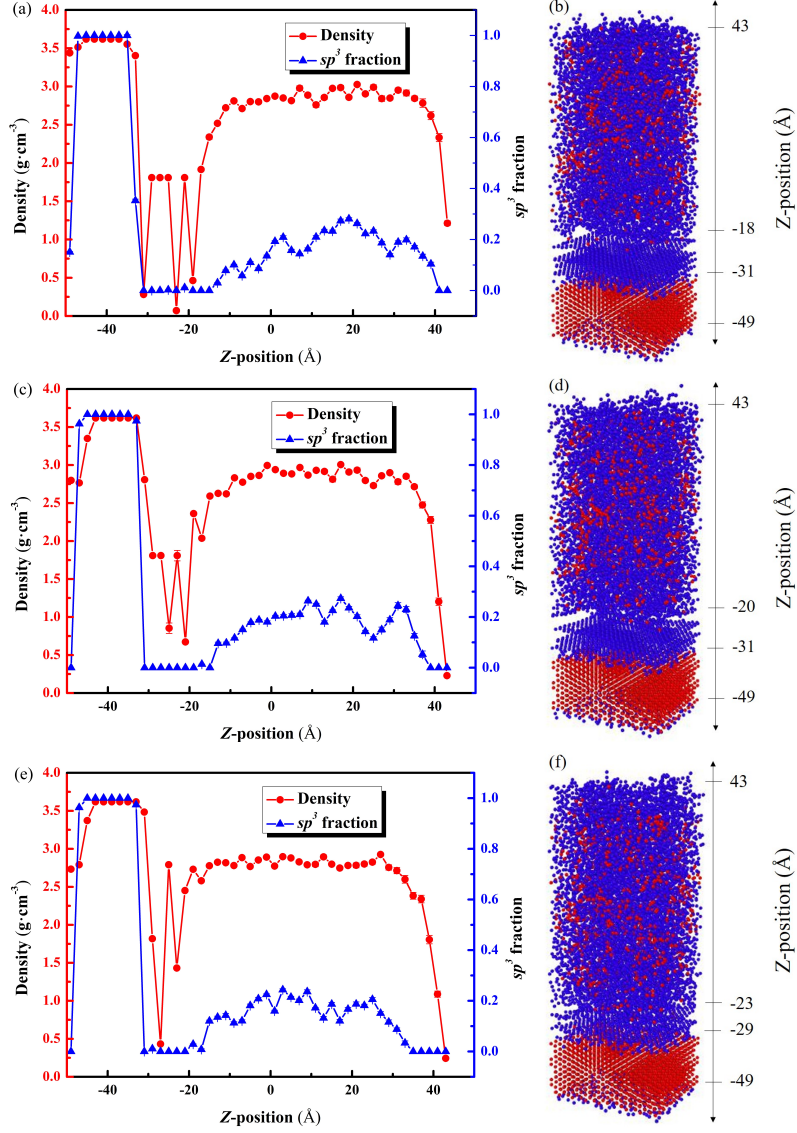 (a)
Density
sp³ fraction
4.0
3.5
3.0
2.5
2.0
1.5
1.0
0.5
0.0
Density (g·cm⁻³)
1.0
0.8
0.6
0.4
0.2
0.0
sp³ fraction
-40 -20 0 20 40
Z-position (Å)
(b)
43
-18
-31
-49
Z-position (Å)
(c)
Density
sp³ fraction
4.0
3.5
3.0
2.5
2.0
1.5
1.0
0.5
0.0
Density (g·cm⁻³)
1.0
0.8
0.6
0.4
0.2
0.0
sp³ fraction
-40 -20 0 20 40
Z-position (Å)
(d)
43
-20
-31
-49
Z-position (Å)
(e)
Density
sp³ fraction
4.0
3.5
3.0
2.5
2.0
1.5
1.0
0.5
0.0
Density (g·cm⁻³)
1.0
0.8
0.6
0.4
0.2
0.0
sp³ fraction
-40 -20 0 20 40
Z-position (Å)
(f)
43
-23
-29
-49
Z-position (Å)